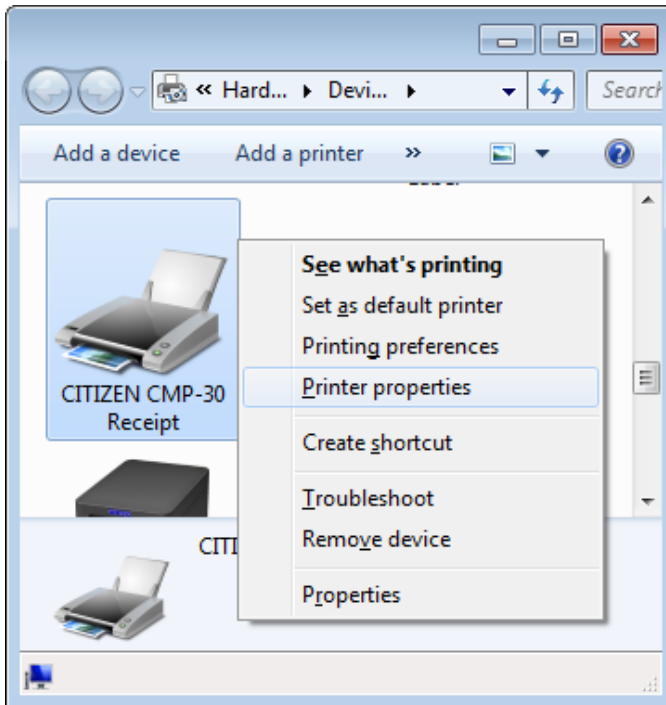 « Hard... ▸ Devi... ▸
Search
Add a device Add a printer »
CITIZEN CMP-30
Receipt
See what's printing
Set as default printer
Printing preferences
Printer properties
Create shortcut
Troubleshoot
Remove device
Properties
CITI